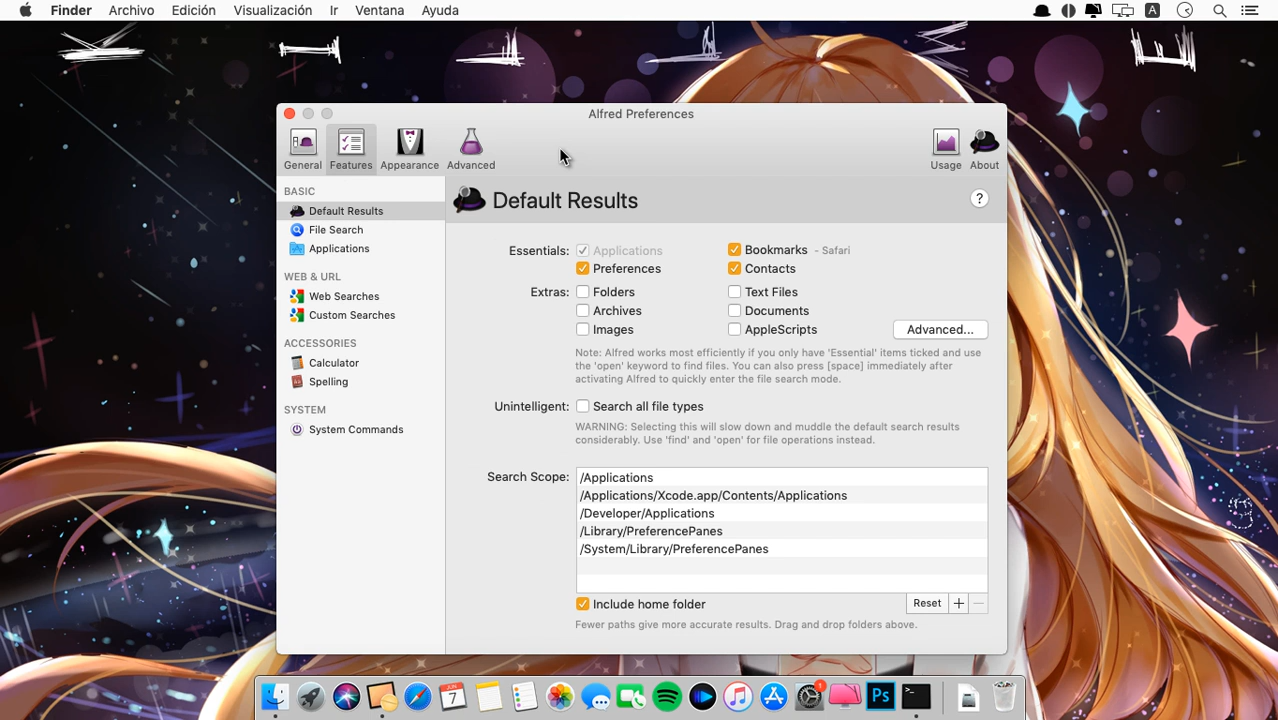 Finder Archivo Edición Visualización Ir Ventana Ayuda
Alfred Preferences
General Features Appearance Advanced Usage About
BASIC
Default Results
File Search
Applications
WEB & URL
Web Searches
Custom Searches
ACCESSORIES
Calculator
Spelling
SYSTEM
System Commands
Default Results ?
Essentials: Applications Bookmarks - Safari
Preferences Contacts
Extras: Folders Text Files
Archives Documents
Images AppleScripts Advanced...
Note: Alfred works most efficiently if you only have 'Essential' items ticked and use
the 'open' keyword to find files. You can also press [space] immediately after
activating Alfred to quickly enter the file search mode.
Unintelligent: Search all file types
WARNING: Selecting this will slow down and muddle the default search results
considerably. Use 'find' and 'open' for file operations instead.
Search Scope: /Applications
/Applications/Xcode.app/Contents/Applications
/Developer/Applications
/Library/PreferencePanes
/System/Library/PreferencePanes
Include home folder Reset + −
Fewer paths give more accurate results. Drag and drop folders above.
JUN
7
1
Ps